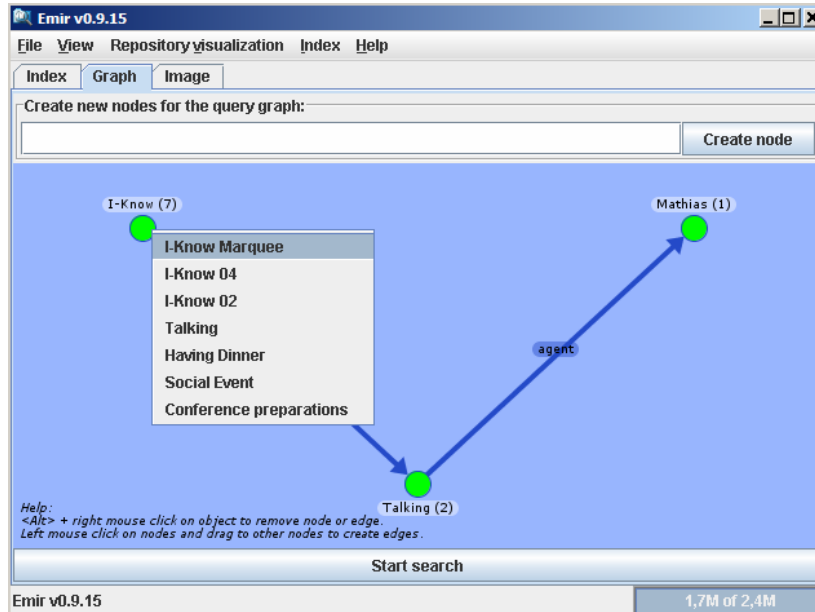 Emir v0.9.15
File View Repository visualization Index Help
Index Graph Image
Create new nodes for the query graph:
Create node
I-Know (7)
Mathias (1)
I-Know Marquee
I-Know 04
I-Know 02
Talking
Having Dinner
Social Event
Conference preparations
agent
Talking (2)
Help:
<Alt> + right mouse click on object to remove node or edge.
Left mouse click on nodes and drag to other nodes to create edges.
Start search
Emir v0.9.15
1,7M of 2,4M